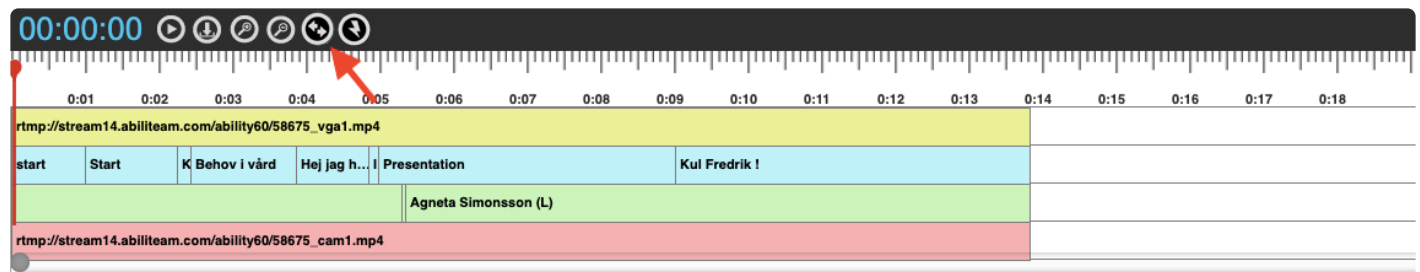 00:00:00
0:01 0:02 0:03 0:04 0:05 0:06 0:07 0:08 0:09 0:10 0:11 0:12 0:13 0:14 0:15 0:16 0:17 0:18
rtmp://stream14.abiliteam.com/ability60/58675_vga1.mp4
start Start K Behov i vård Hej jag h... I Presentation Kul Fredrik !
Agneta Simonsson (L)
rtmp://stream14.abiliteam.com/ability60/58675_cam1.mp4